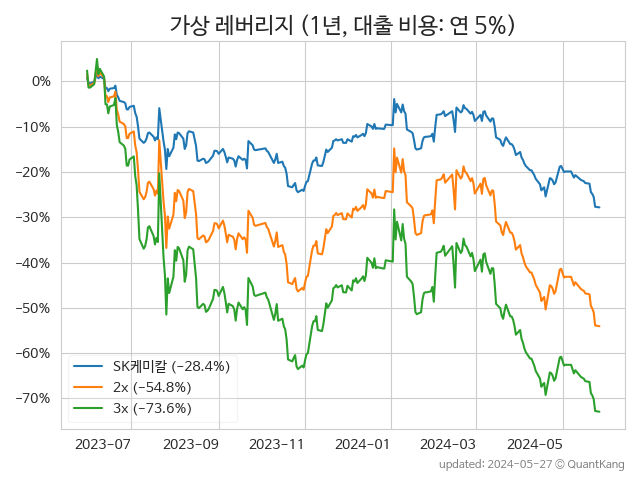 가상 레버리지 (1년, 대출 비용: 연 5%)
0%
−10%
−20%
−30%
−40%
−50%
−60%
−70%
SK케미칼 (−28.4%)
2x (−54.8%)
3x (−73.6%)
2023-07
2023-09
2023-11
2024-01
2024-03
2024-05
updated: 2024-05-27 © QuantKang